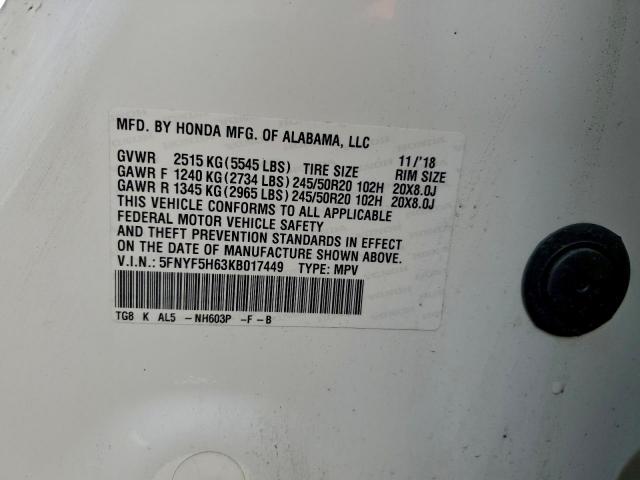 MFD. BY HONDA MFG. OF ALABAMA, LLC
GVWR 2515 KG(5545 LBS) TIRE SIZE 11/'18 RIM SIZE
GAWR F 1240 KG(2734 LBS)245/50R20 102H 20X8.0J
GAWR R 1345 KG(2965 LBS)245/50R20 102H 20X8.0J
THIS VEHICLE CONFORMS TO ALL APPLICABLE
FEDERAL MOTOR VEHICLE SAFETY
AND THEFT PREVENTION STANDARDS IN EFFECT
ON THE DATE OF MANUFACTURE SHOWN ABOVE.
V.I.N.: 5FNYF5H63KB017449 TYPE: MPV
TG8 K AL5 -NH603P -F-B